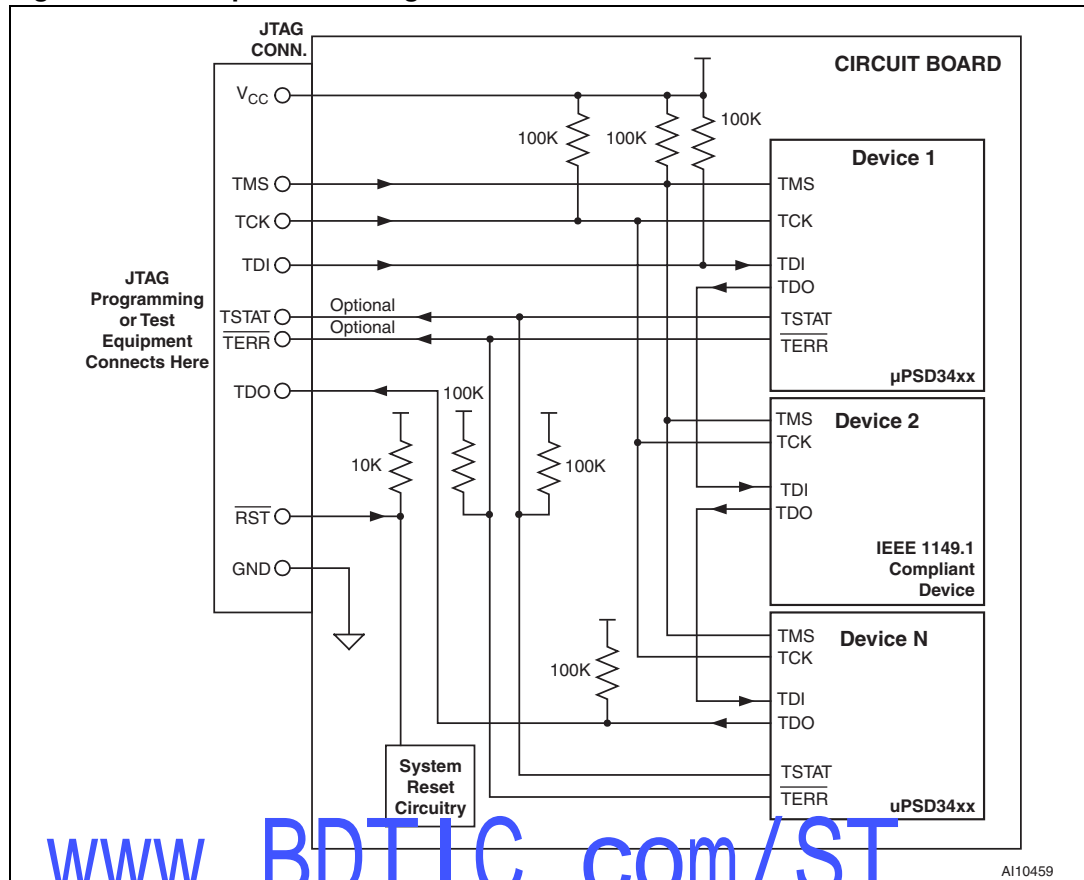 JTAG
CONN.
CIRCUIT BOARD
VCC
100K
100K
100K
Device 1
TMS
TMS
TCK
TCK
TDI
TDI
TDO
JTAG
Programming
or Test
Equipment
Connects Here
TSTAT
Optional
TSTAT
TERR
Optional
TERR
µPSD34xx
TDO
100K
10K
100K
TMS
Device 2
TCK
TDI
TDO
RST
IEEE 1149.1
Compliant
Device
GND
TMS
Device N
TCK
100K
TDI
TDO
System
Reset
Circuitry
TSTAT
TERR
uPSD34xx
www BDTIC com/ST
AI10459